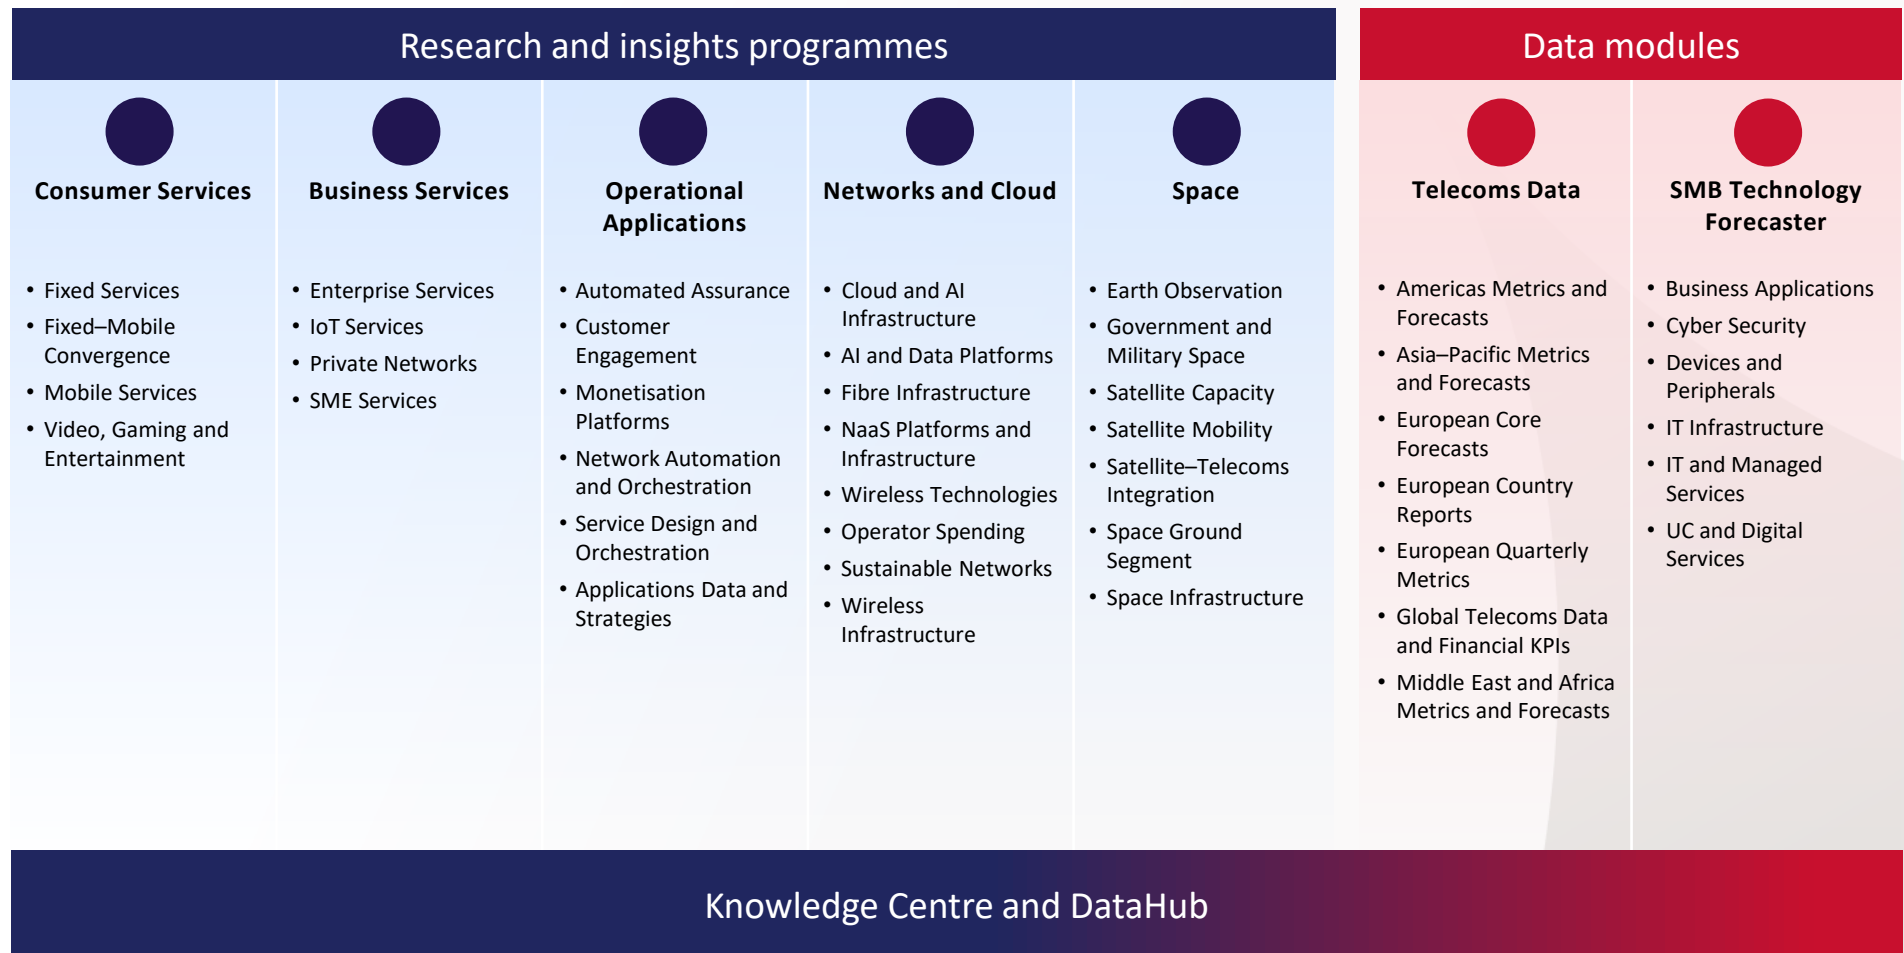 Research and insights programmes
Data modules
Consumer Services
• Fixed Services
• Fixed–Mobile
Convergence
• Mobile Services
• Video, Gaming and
Entertainment
Business Services
• Enterprise Services
• IoT Services
• Private Networks
• SME Services
Operational
Applications
• Automated Assurance
• Customer
Engagement
• Monetisation
Platforms
• Network Automation
and Orchestration
• Service Design and
Orchestration
• Applications Data and
Strategies
Networks and Cloud
• Cloud and AI
Infrastructure
• AI and Data Platforms
• Fibre Infrastructure
• NaaS Platforms and
Infrastructure
• Wireless Technologies
• Operator Spending
• Sustainable Networks
• Wireless
Infrastructure
Space
• Earth Observation
• Government and
Military Space
• Satellite Capacity
• Satellite Mobility
• Satellite–Telecoms
Integration
• Space Ground
Segment
• Space Infrastructure
Telecoms Data
• Americas Metrics and
Forecasts
• Asia–Pacific Metrics
and Forecasts
• European Core
Forecasts
• European Country
Reports
• European Quarterly
Metrics
• Global Telecoms Data
and Financial KPIs
• Middle East and Africa
Metrics and Forecasts
SMB Technology
Forecaster
• Business Applications
• Cyber Security
• Devices and
Peripherals
• IT Infrastructure
• IT and Managed
Services
• UC and Digital
Services
Knowledge Centre and DataHub